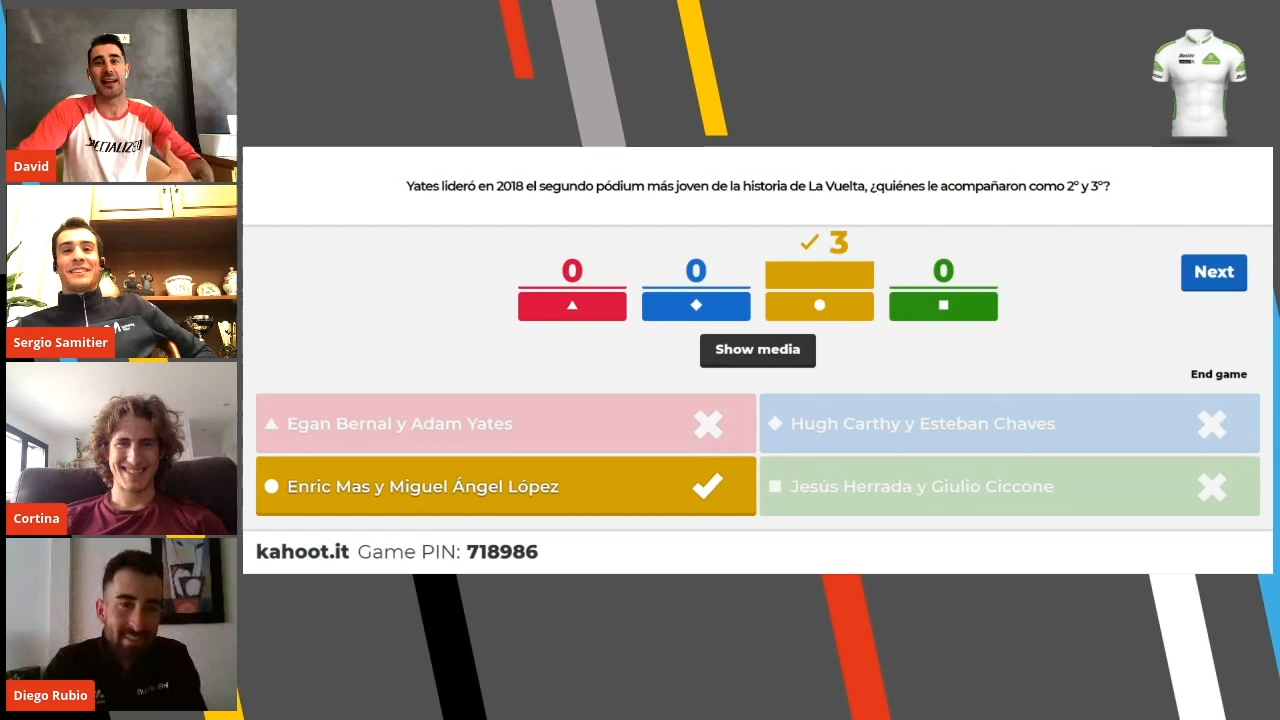 David
SPECIALIZED
Sergio Samitier
Cortina
Diego Rubio
Yates lideró en 2018 el segundo pódium más joven de la historia de La Vuelta, ¿quiénes le acompañaron como 2º y 3º?
0
0
3
0
Next
Show media
End game
Egan Bernal y Adam Yates
Hugh Carthy y Esteban Chaves
Enric Mas y Miguel Ángel López
Jesús Herrada y Giulio Ciccone
kahoot.it Game PIN: 718986